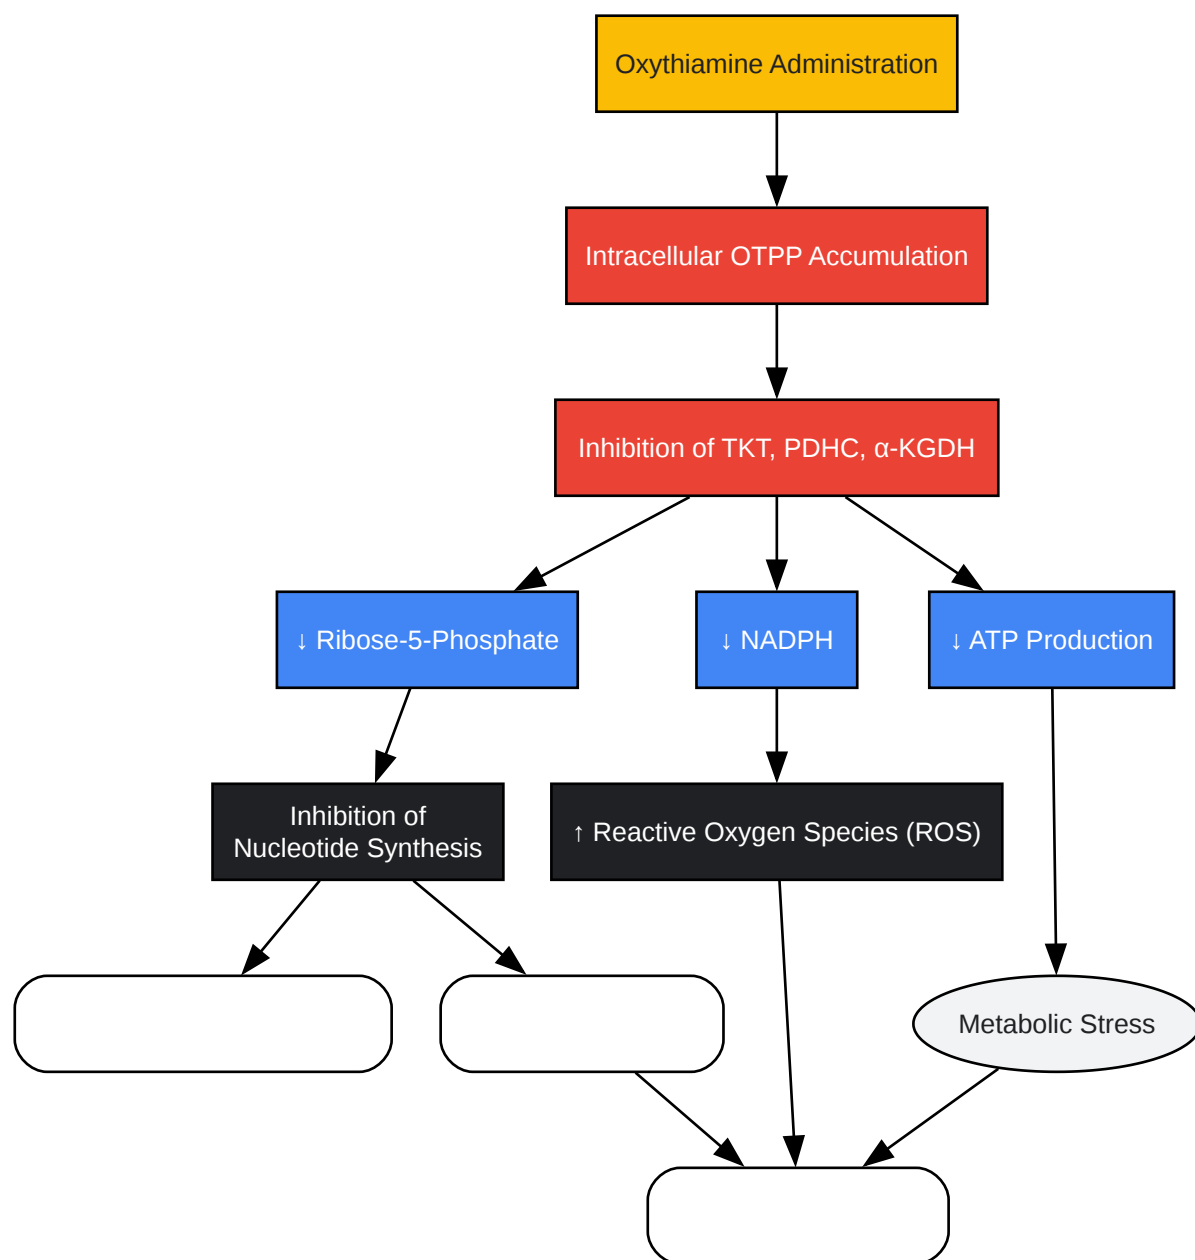 Oxythiamine Administration
Intracellular OTPP Accumulation
Inhibition of TKT, PDHC, α-KGDH
↓ Ribose-5-Phosphate
↓ NADPH
↓ ATP Production
Inhibition of
Nucleotide Synthesis
↑ Reactive Oxygen Species (ROS)
Metabolic Stress